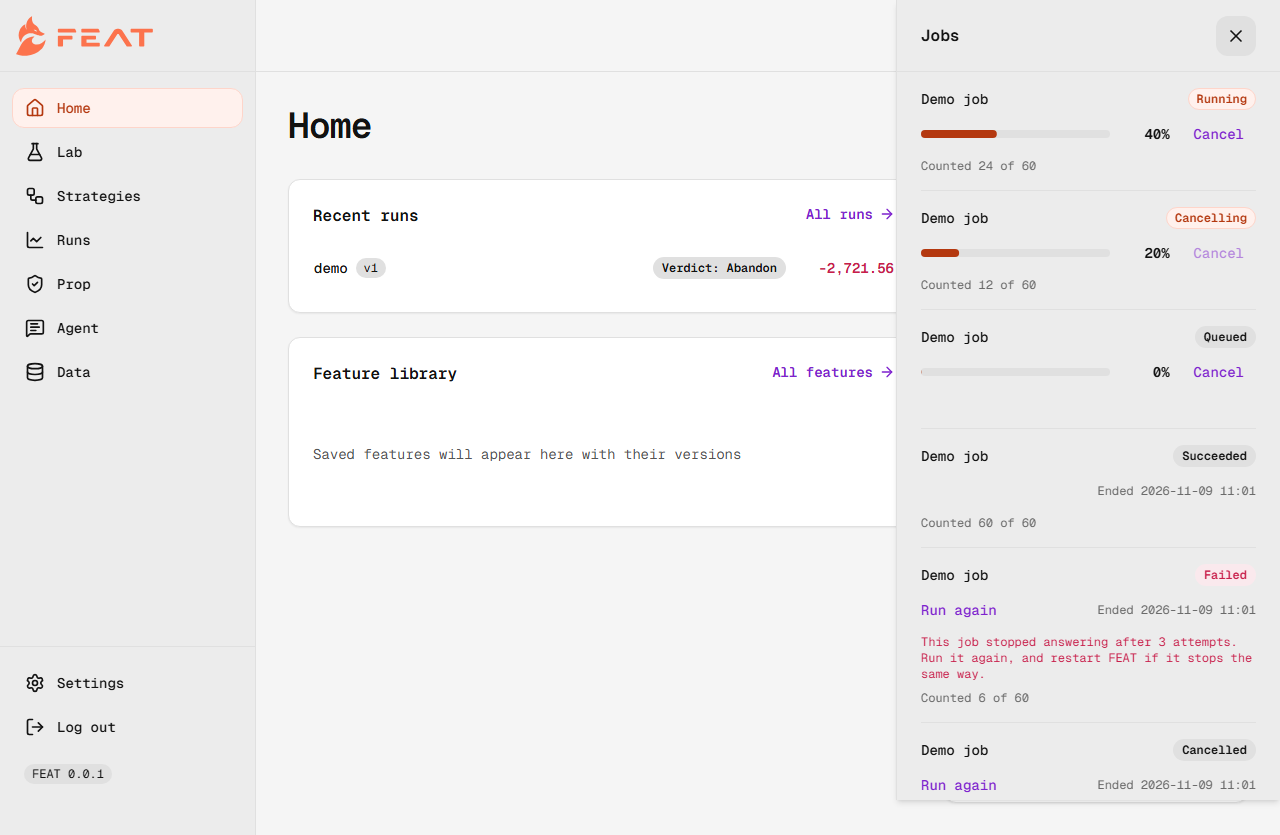 FEAT
Home
Lab
Strategies
Runs
Prop
Agent
Data
Settings
Log out
FEAT 0.0.1
Home
Recent runs
All runs →
demo v1 Verdict: Abandon -2,721.56
Feature library
All features →
Saved features will appear here with their versions
Jobs
Demo job Running
40% Cancel
Counted 24 of 60
Demo job Cancelling
20% Cancel
Counted 12 of 60
Demo job Queued
0% Cancel
Demo job Succeeded
Ended 2026-11-09 11:01
Counted 60 of 60
Demo job Failed
Run again Ended 2026-11-09 11:01
This job stopped answering after 3 attempts.
Run it again, and restart FEAT if it stops the
same way.
Counted 6 of 60
Demo job Cancelled
Run again Ended 2026-11-09 11:01